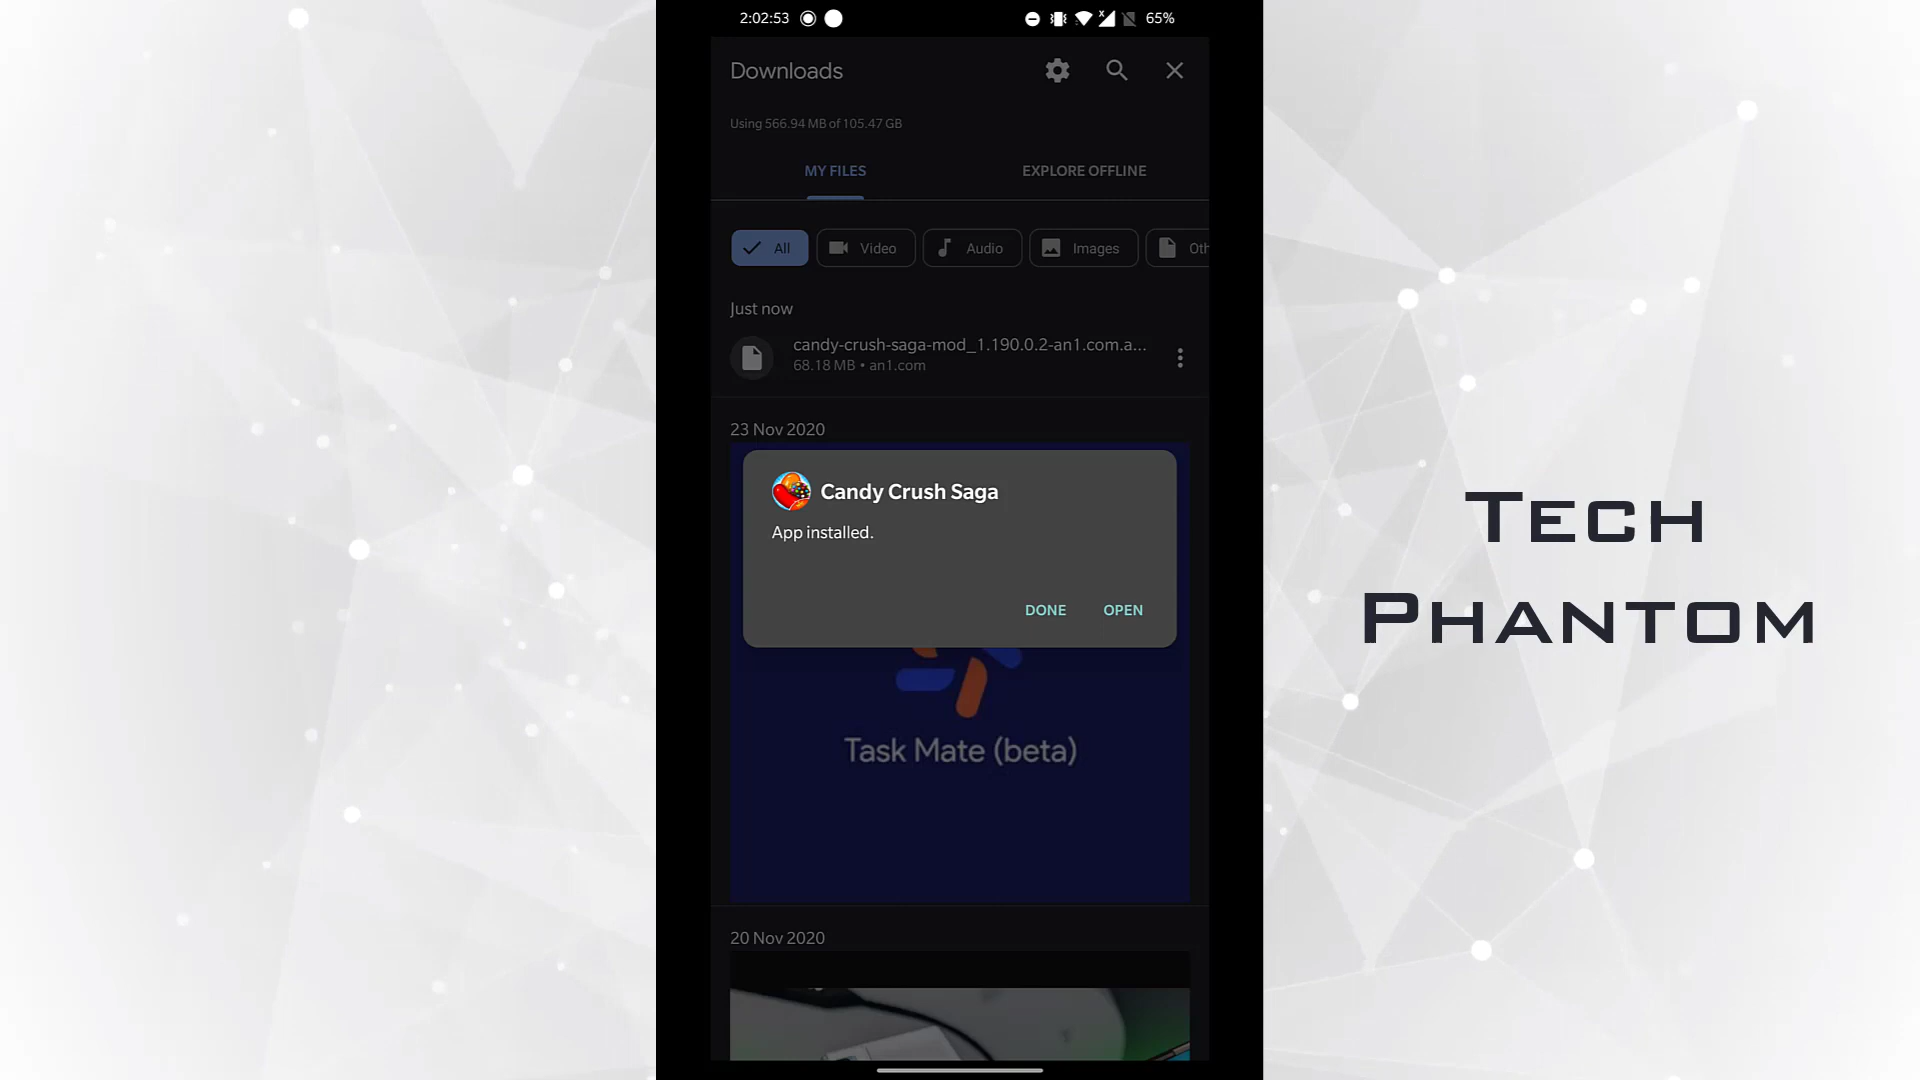 2:02:53
65%
Downloads
Using 566.94 MB of 105.47 GB
MY FILES
EXPLORE OFFLINE
All
Video
Audio
Images
Oth
Just now
candy-crush-saga-mod_1.190.0.2-an1.com.a...
68.18 MB • an1.com
23 Nov 2020
Candy Crush Saga
App installed.
DONE
OPEN
Task Mate (beta)
20 Nov 2020
TECH
PHANTOM